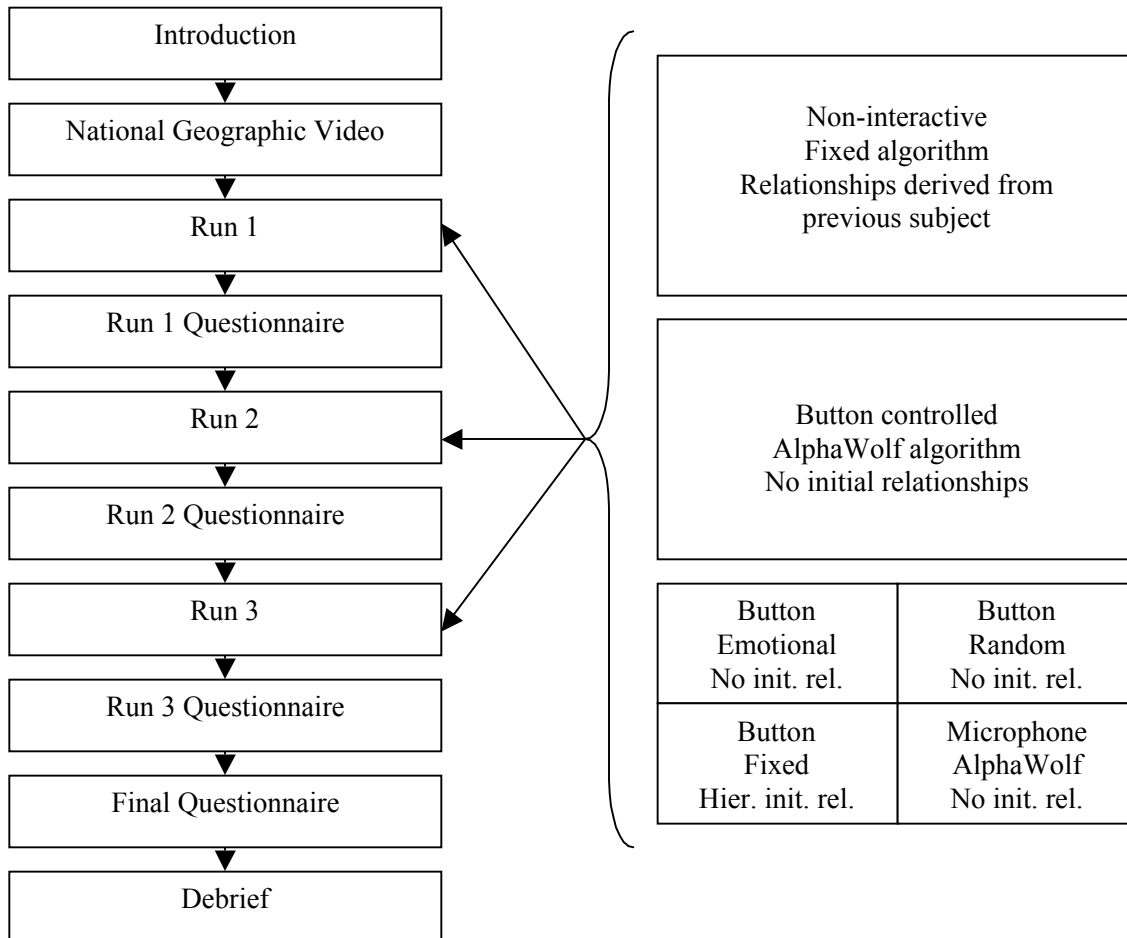 Introduction
National Geographic Video
Run 1
Run 1 Questionnaire
Run 2
Run 2 Questionnaire
Run 3
Run 3 Questionnaire
Final Questionnaire
Debrief
Non-interactive
Fixed algorithm
Relationships derived from
previous subject
Button controlled
AlphaWolf algorithm
No initial relationships
Button
Emotional
No init. rel.
Button
Random
No init. rel.
Button
Fixed
Hier. init. rel.
Microphone
AlphaWolf
No init. rel.